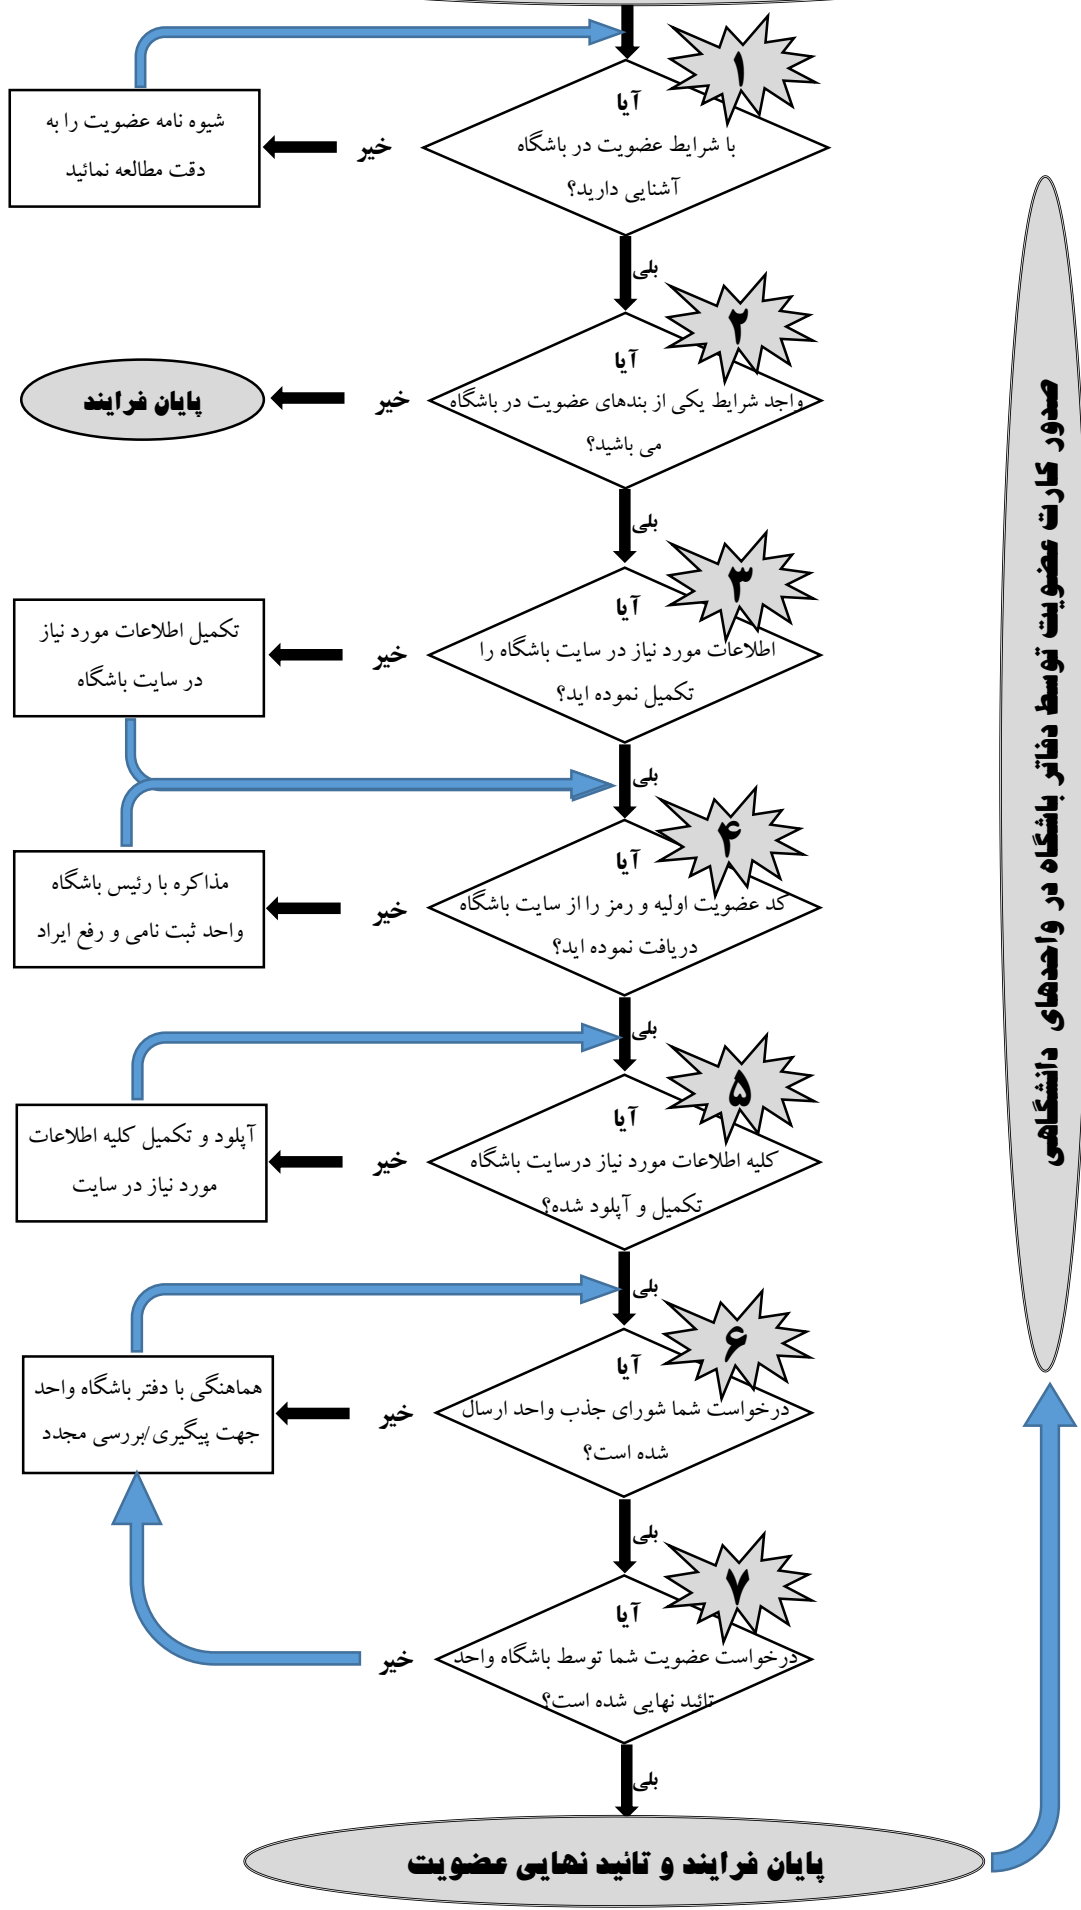 ۱
آیا
با شرایط عضویت در باشگاه
آشنایی دارید؟
خیر
شیوه نامه عضویت را به
دقت مطالعه نمائید
بلی
۲
آیا
واجد شرایط یکی از بندهای عضویت در باشگاه
می باشید؟
خیر
پایان فرایند
بلی
۳
آیا
اطلاعات مورد نیاز در سایت باشگاه را
تکمیل نموده اید؟
خیر
تکمیل اطلاعات مورد نیاز
در سایت باشگاه
بلی
۴
آیا
کد عضویت اولیه و رمز را از سایت باشگاه
دریافت نموده اید؟
خیر
مذاکره با رئیس باشگاه
واحد ثبت نامی و رفع ایراد
بلی
۵
آیا
کلیه اطلاعات مورد نیاز درسایت باشگاه
تکمیل و آپلود شده؟
خیر
آپلود و تکمیل کلیه اطلاعات
مورد نیاز در سایت
بلی
۶
آیا
درخواست شما شورای جذب واحد ارسال
شده است؟
خیر
هماهنگی با دفتر باشگاه واحد
جهت پیگیری/بررسی مجدد
بلی
۷
آیا
درخواست عضویت شما توسط باشگاه واحد
تائید نهایی شده است؟
خیر
بلی
پایان فرایند و تائید نهایی عضویت
صدور کارت عضویت توسط دفاتر باشگاه در واحدهای دانشگاهی